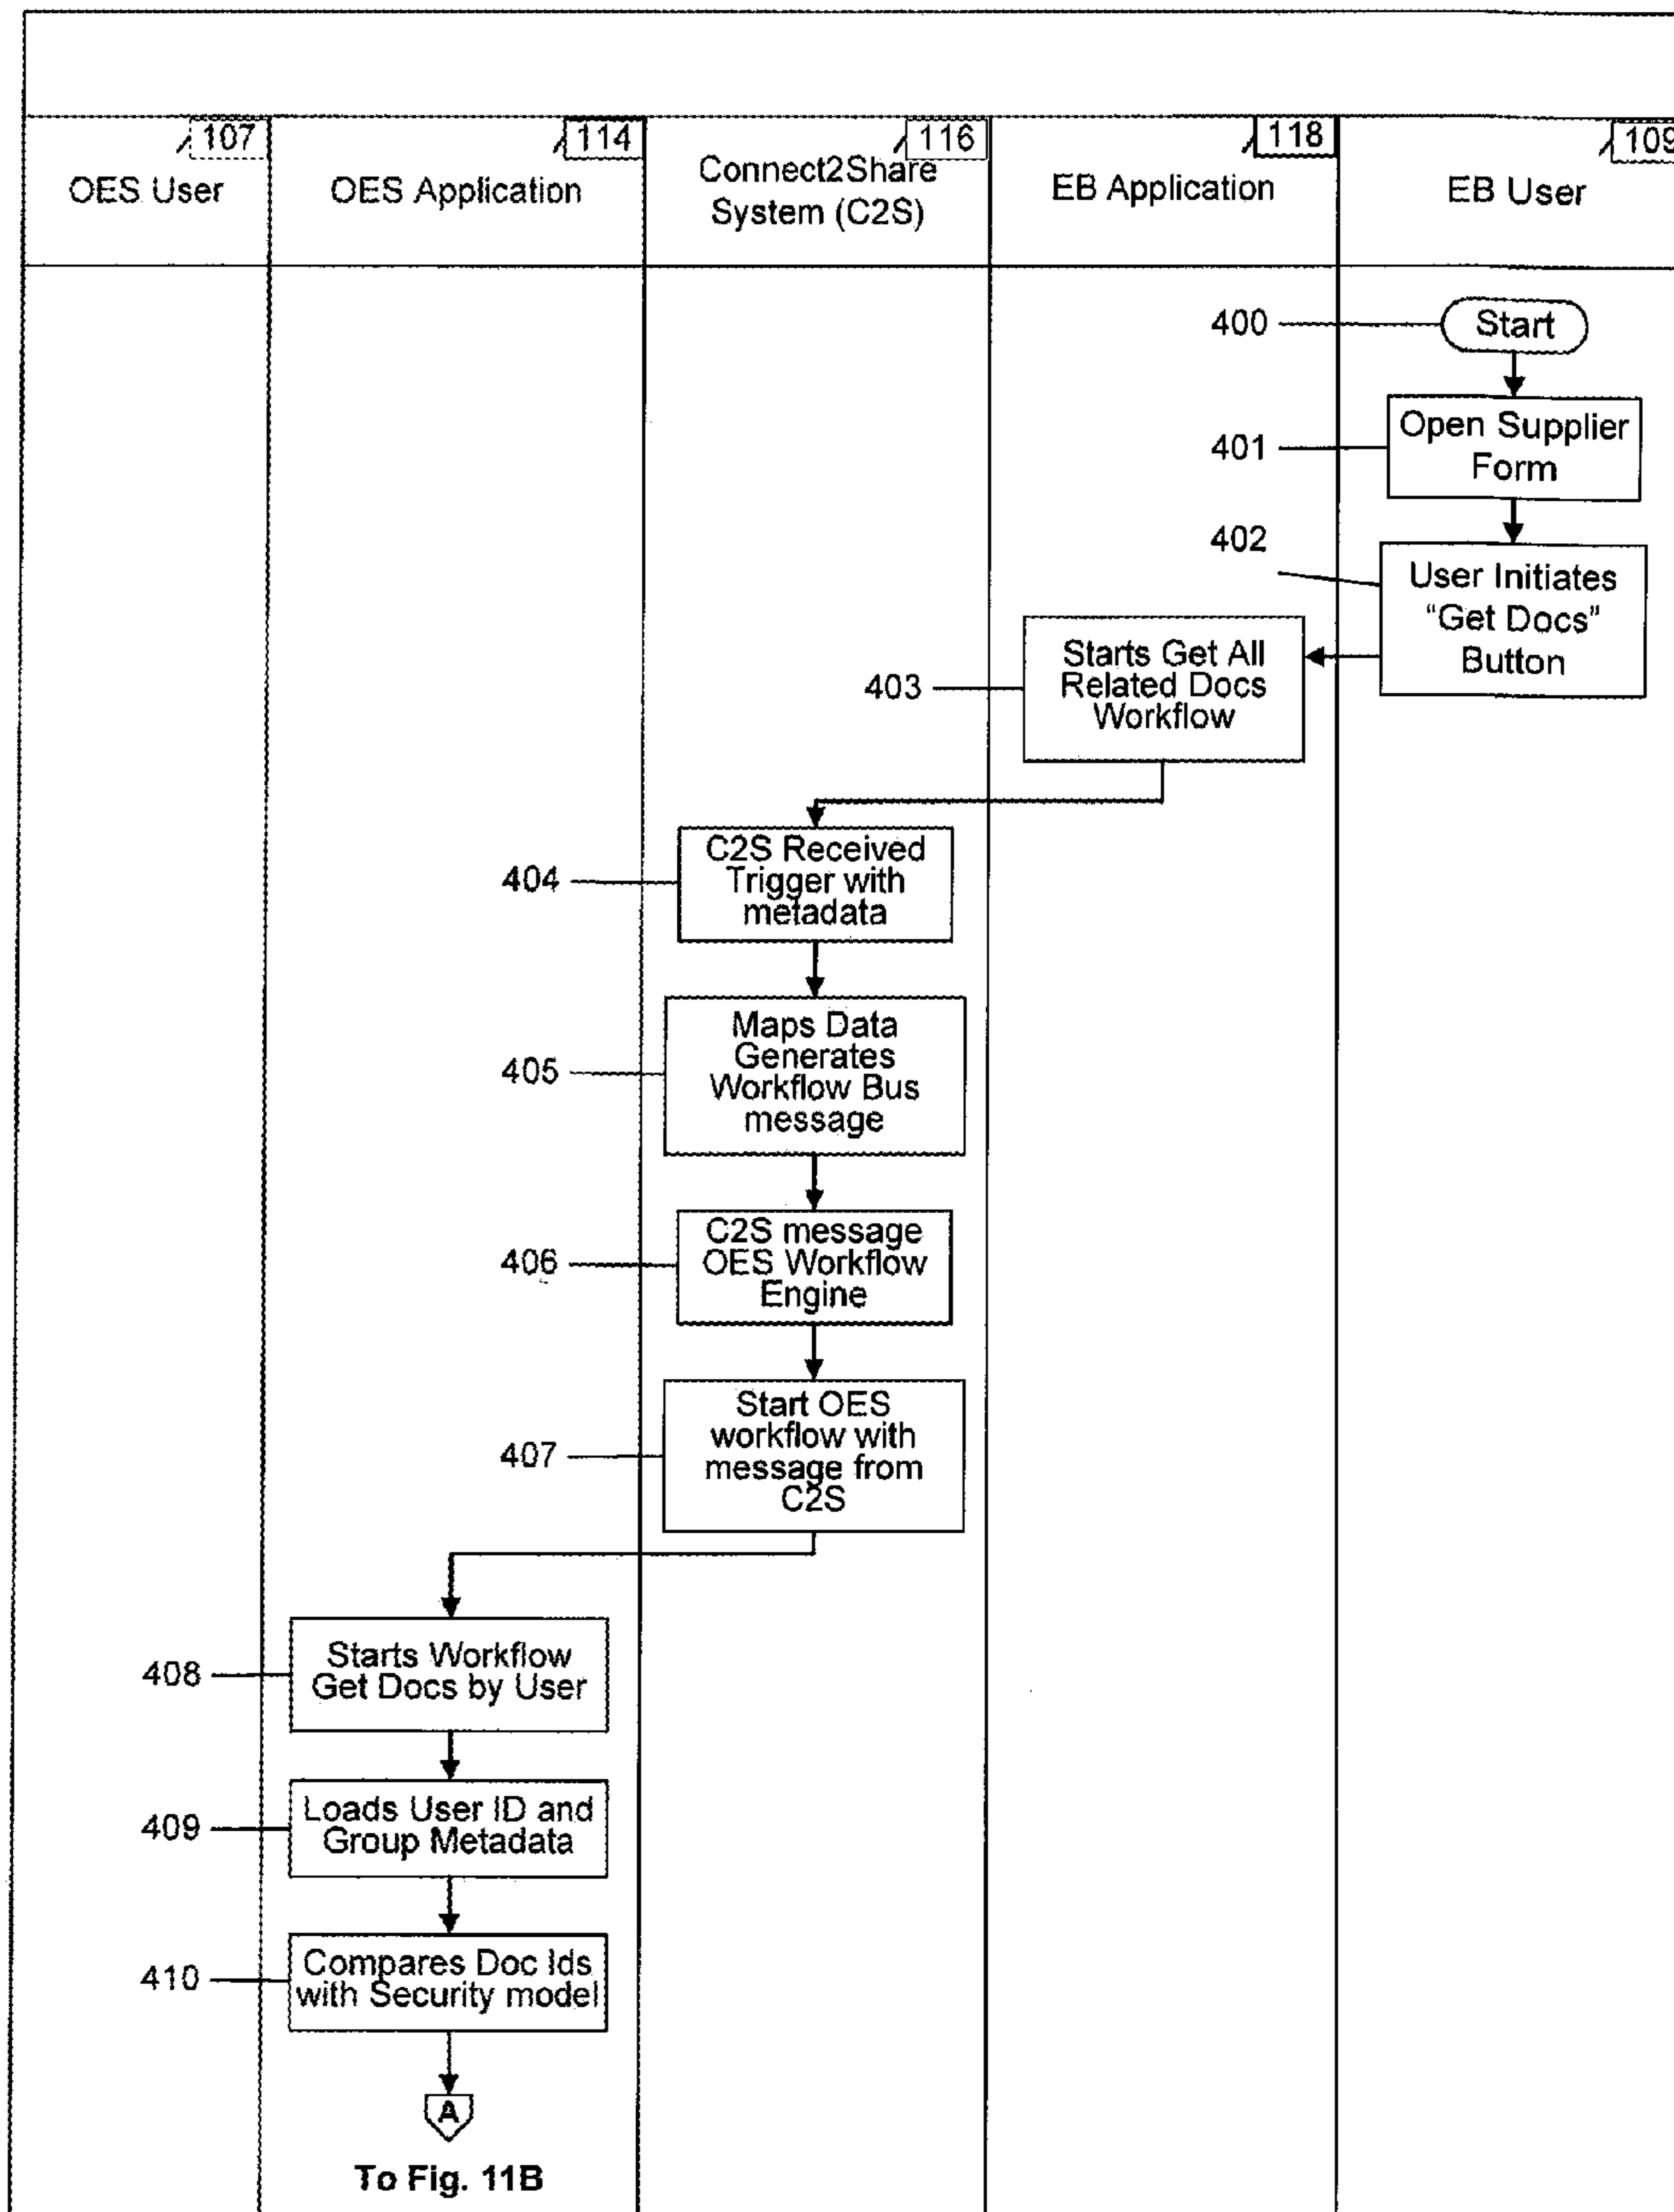 107
OES User
114
OES Application
116
Connect2Share
System (C2S)
118
EB Application
109
EB User
400
Start
401
Open Supplier
Form
402
User Initiates
“Get Docs”
Button
403
Starts Get All
Related Docs
Workflow
404
C2S Received
Trigger with
metadata
405
Maps Data
Generates
Workflow Bus
message
406
C2S message
OES Workflow
Engine
407
Start OES
workflow with
message from
C2S
408
Starts Workflow
Get Docs by User
409
Loads User ID and
Group Metadata
410
Compares Doc Ids
with Security model
A
To Fig. 11B